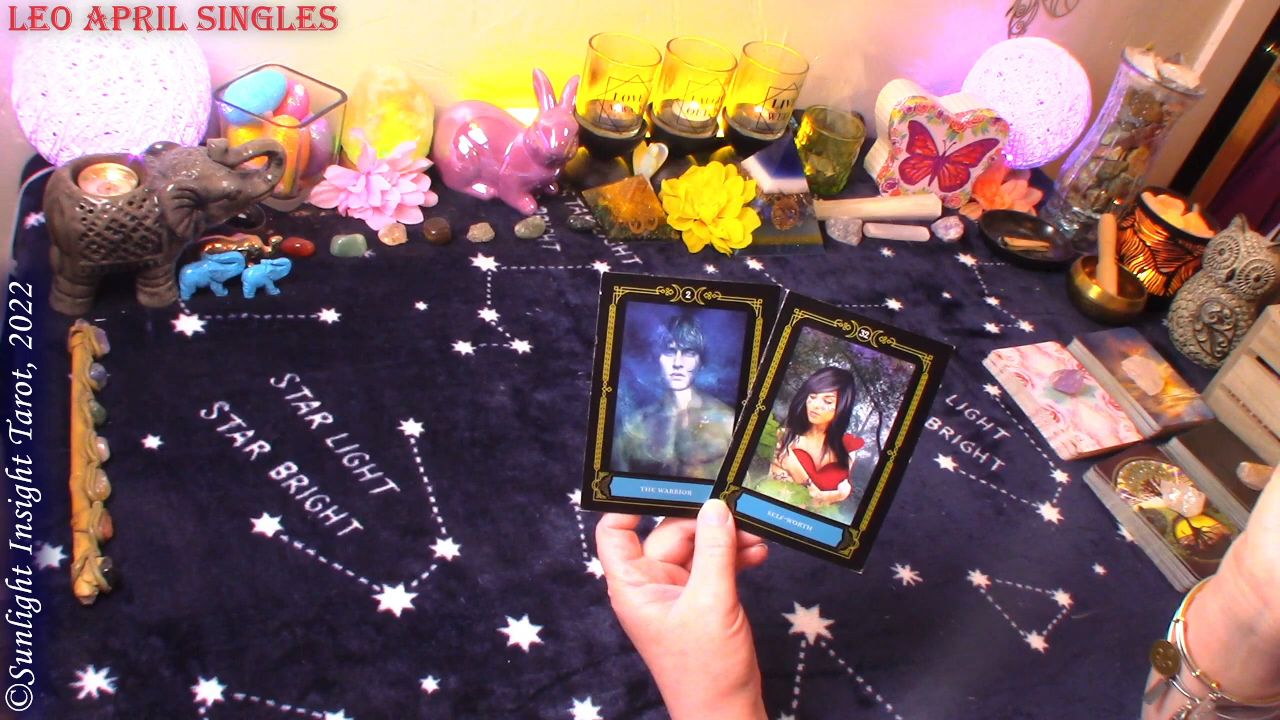 LEO APRIL SINGLES
©Sunlight Insight Tarot, 2022
STAR LIGHT
STAR BRIGHT
2
THE WARRIOR
32
SELF-WORTH
LIGHT
BRIGHT